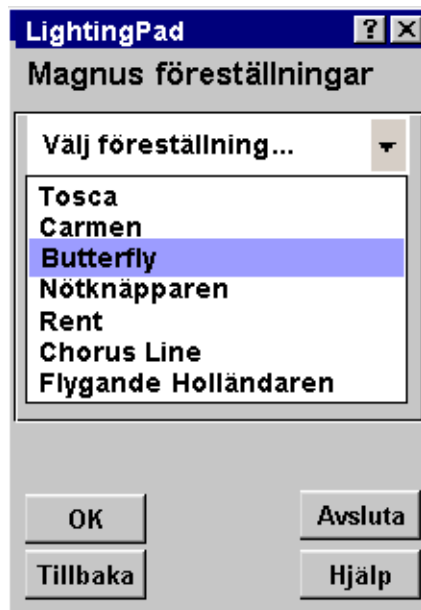 LightingPad
Magnus föreställningar
Välj föreställning...
Tosca
Carmen
Butterfly
Nötknäpparen
Rent
Chorus Line
Flygande Holländaren
OK
Avsluta
Tillbaka
Hjälp